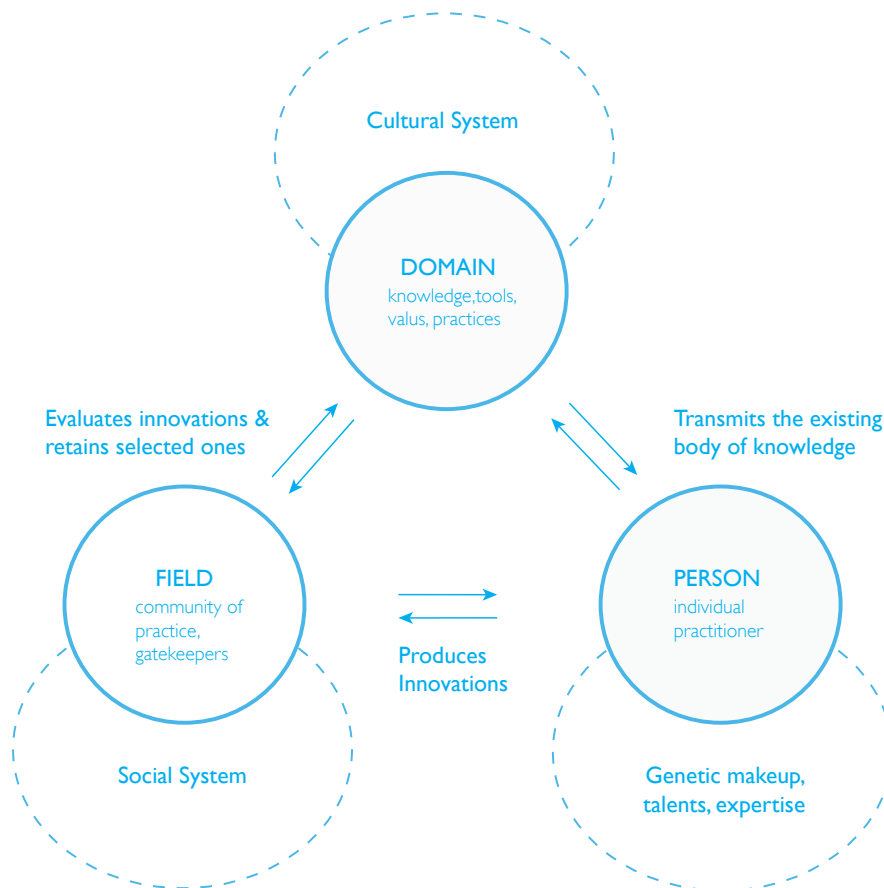 Cultural System
DOMAIN
knowledge,tools,
valus, practices
Evaluates innovations &
retains selected ones
Transmits the existing
body of knowledge
FIELD
community of
practice,
gatekeepers
PERSON
individual
practitioner
Produces
Innovations
Social System
Genetic makeup,
talents, expertise